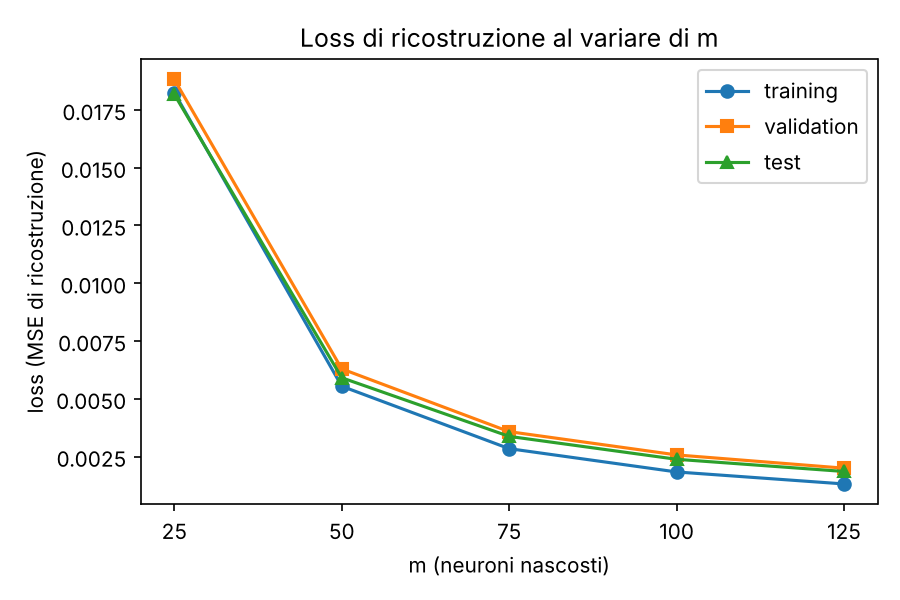 Loss di ricostruzione al variare di m
training
validation
test
loss (MSE di ricostruzione)
0.0175
0.0150
0.0125
0.0100
0.0075
0.0050
0.0025
25 50 75 100 125
m (neuroni nascosti)